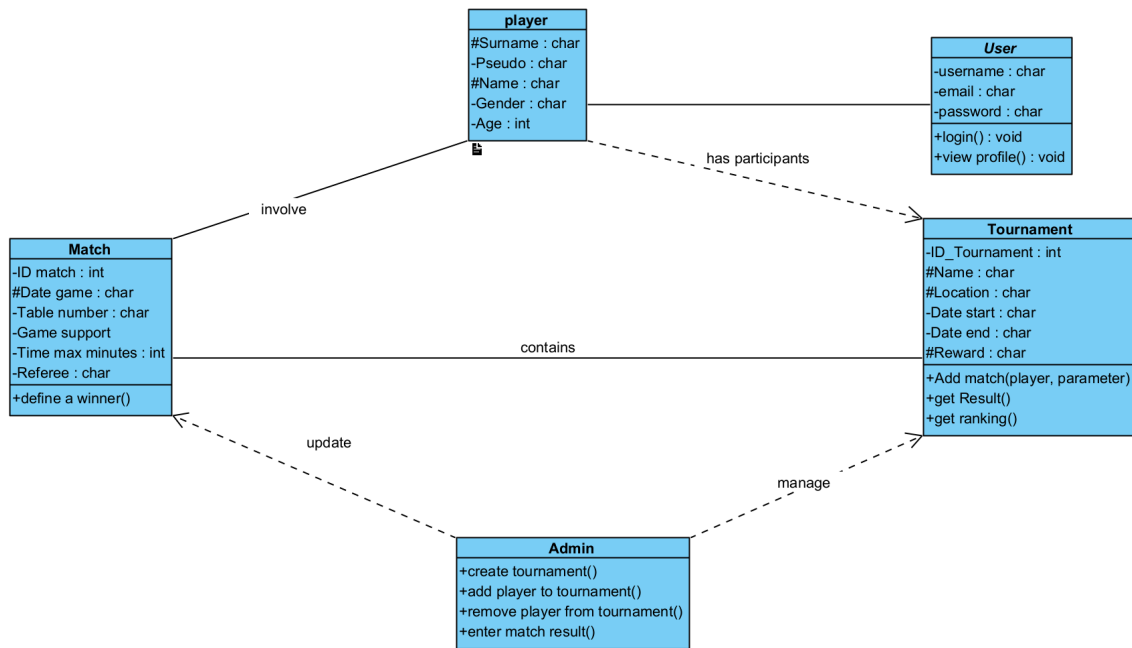 player
#Surname : char
-Pseudo : char
#Name : char
-Gender : char
-Age : int
User
-username : char
-email : char
-password : char
+login() : void
+view profile() : void
has participants
involve
Match
-ID match : int
#Date game : char
-Table number : char
-Game support
-Time max minutes : int
-Referee : char
+define a winner()
contains
Tournament
-ID_Tournament : int
#Name : char
#Location : char
-Date start : char
-Date end : char
#Reward : char
+Add match(player, parameter)
+get Result()
+get ranking()
update
manage
Admin
+create tournament()
+add player to tournament()
+remove player from tournament()
+enter match result()